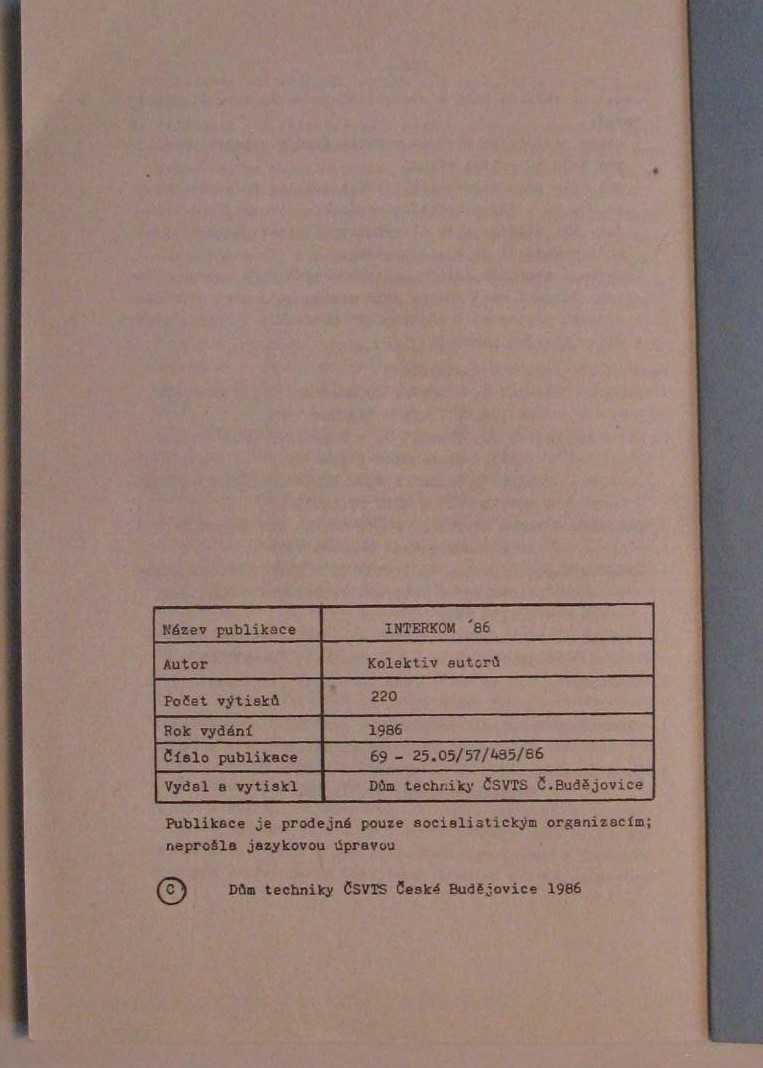 Název publikace INTERKOM ´86
Autor Kolektiv autorů
Počet výtisků 220
Rok vydání 1986
Číslo publikace 69 - 25.05/57/485/86
Vydal a vytiskl Dům techniky ČSVTS Č.Budějovice
Publikace je prodejná pouze socialistickým organizacím;
neprošla jazykovou úpravou
C Dům techniky ČSVTS České Budějovice 1986